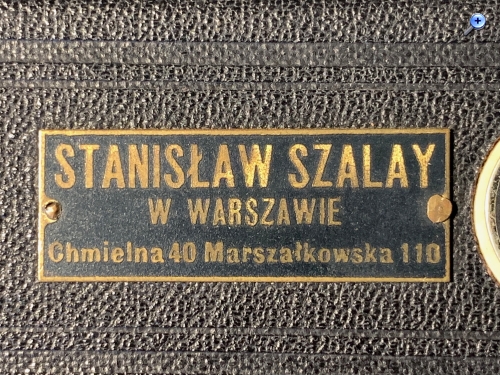 STANISŁAW SZALAY
W WARSZAWIE
Chmielna 40 Marszałkowska 110